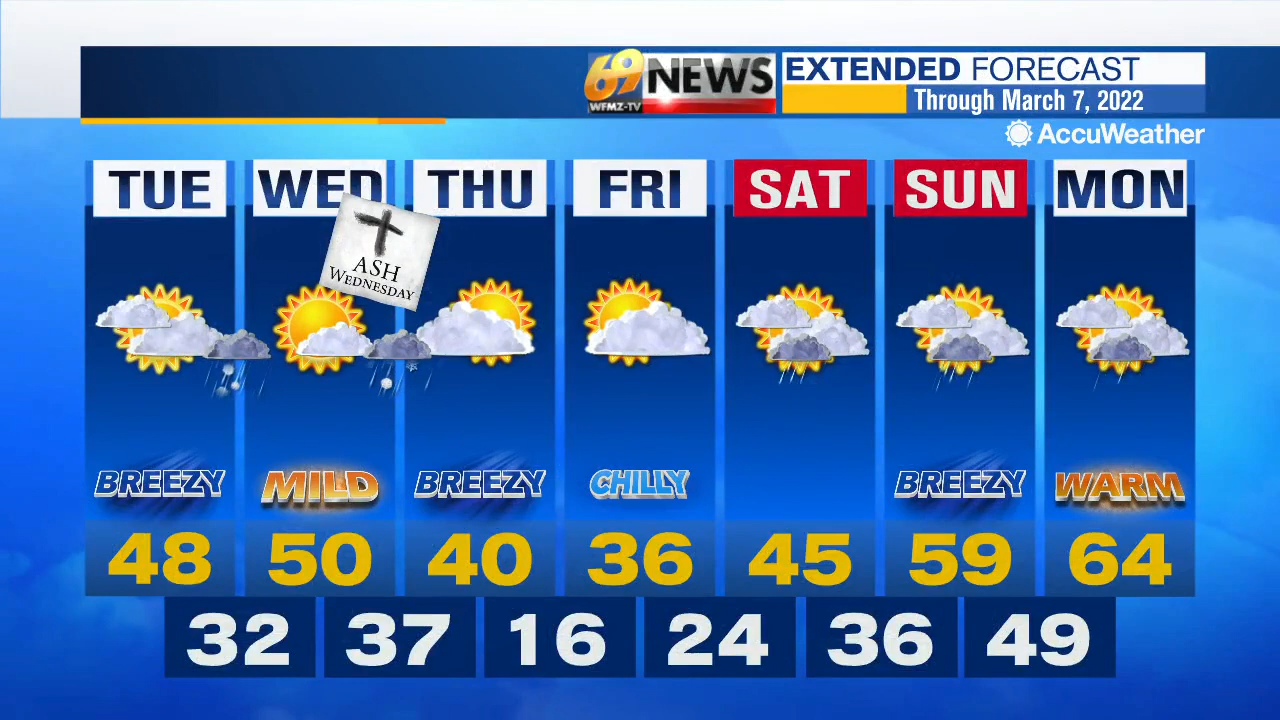 69 NEWS
WFMZ-TV
EXTENDED FORECAST
Through March 7, 2022
AccuWeather
TUE WED THU FRI SAT SUN MON
ASH
WEDNESDAY
BREEZY MILD BREEZY CHILLY BREEZY WARM
48 50 40 36 45 59 64
32 37 16 24 36 49